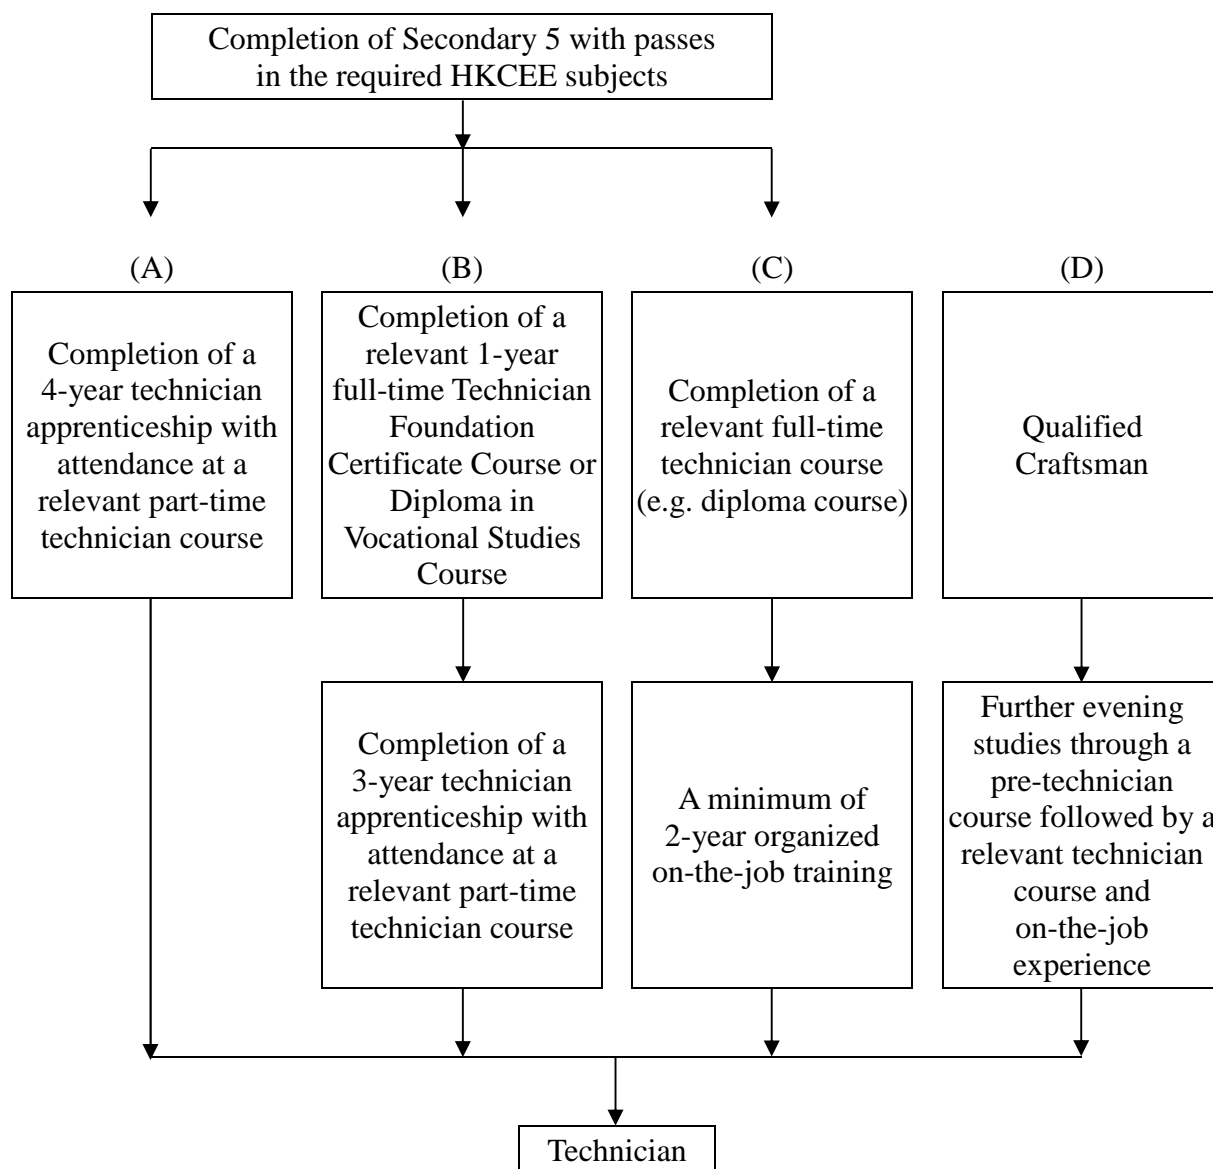 Completion of Secondary 5 with passes
in the required HKCEE subjects
(A)
(B)
(C)
(D)
Completion of a
4-year technician
apprenticeship with
attendance at a
relevant part-time
technician course
Completion of a
relevant 1-year
full-time Technician
Foundation
Certificate Course or
Diploma in
Vocational Studies
Course
Completion of a
relevant full-time
technician course
(e.g. diploma course)
Qualified
Craftsman
Completion of a
3-year technician
apprenticeship with
attendance at a
relevant part-time
technician course
A minimum of
2-year organized
on-the-job training
Further evening
studies through a
pre-technician
course followed by a
relevant technician
course and
on-the-job
experience
Technician